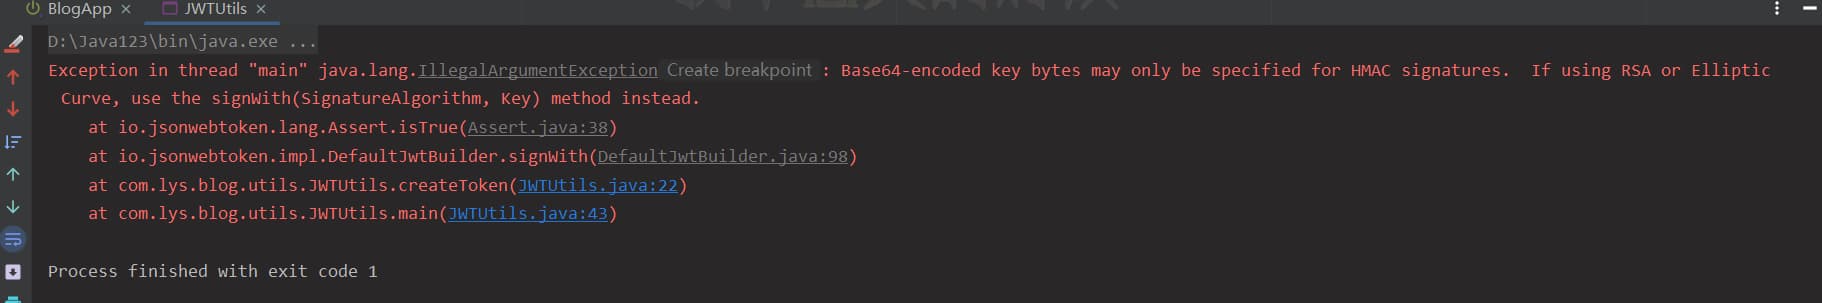 BlogApp × JWTUtils ×
D:\Java123\bin\java.exe ...
Exception in thread "main" java.lang.IllegalArgumentException Create breakpoint : Base64-encoded key bytes may only be specified for HMAC signatures.  If using RSA or Elliptic
Curve, use the signWith(SignatureAlgorithm, Key) method instead.
at io.jsonwebtoken.lang.Assert.isTrue(Assert.java:38)
at io.jsonwebtoken.impl.DefaultJwtBuilder.signWith(DefaultJwtBuilder.java:98)
at com.lys.blog.utils.JWTUtils.createToken(JWTUtils.java:22)
at com.lys.blog.utils.JWTUtils.main(JWTUtils.java:43)
Process finished with exit code 1